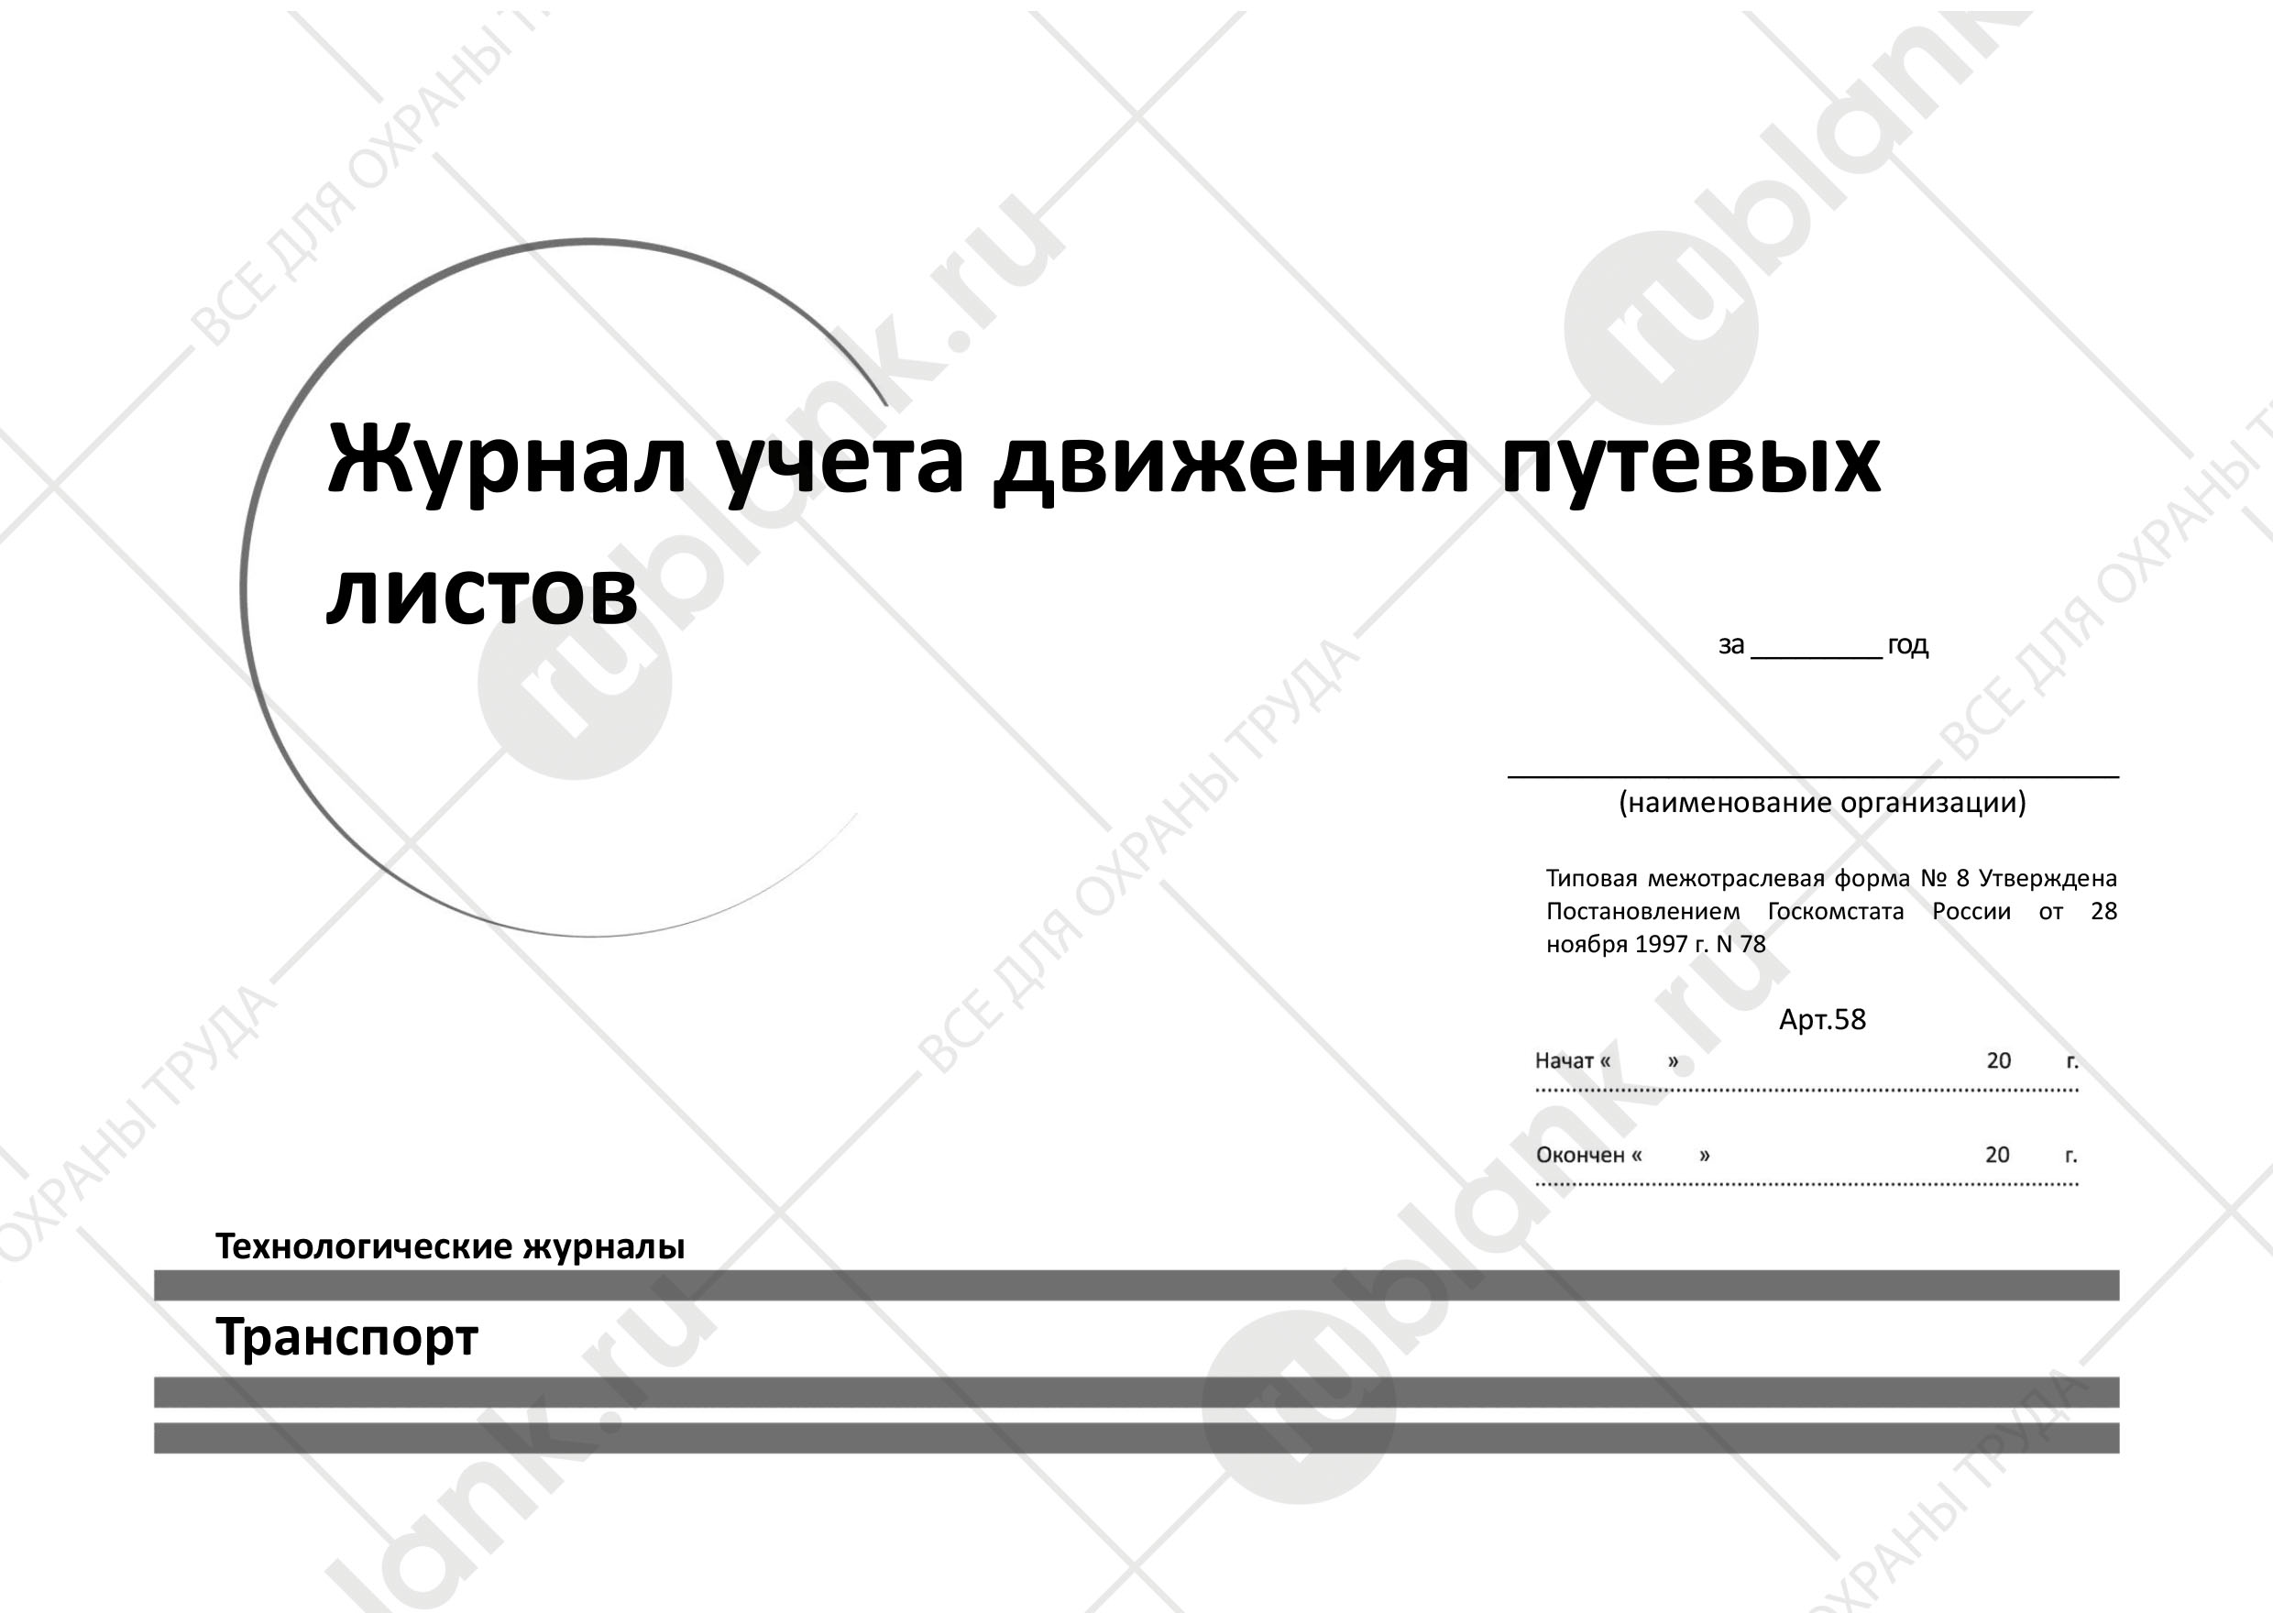 Журнал учета движения путевых
листов
за __________ год
(наименование организации)
Типовая межотраслевая форма № 8 Утверждена
Постановлением Госкомстата России от 28
ноября 1997 г. N 78
Арт.58
Начат « » 20 г.
Окончен « » 20 г.
Технологические журналы
Транспорт
rublank.ru
ВСЕ ДЛЯ ОХРАНЫ ТРУДА